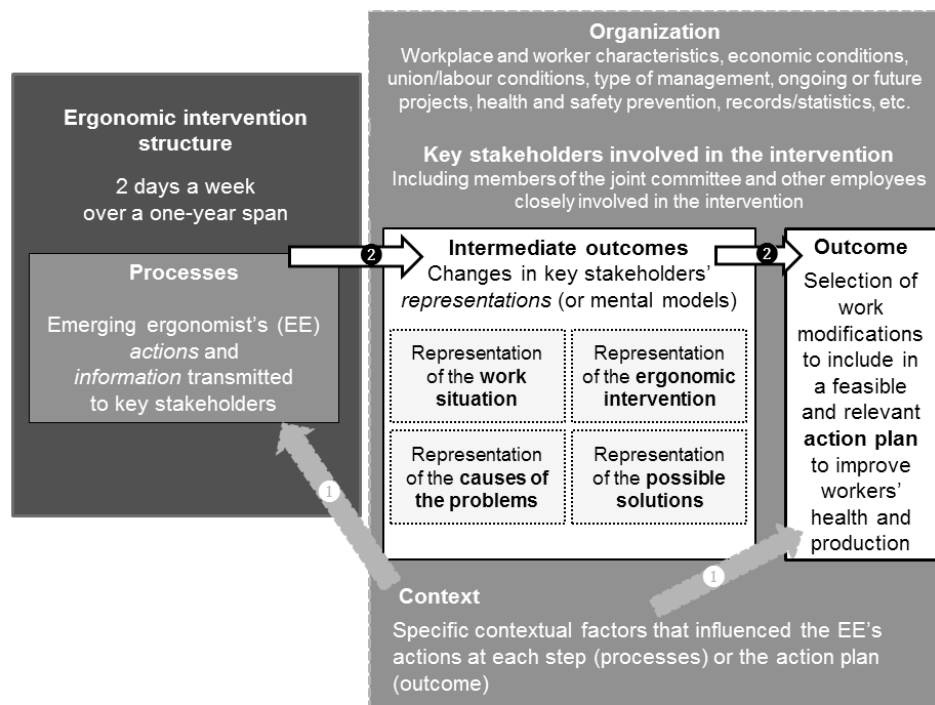 Organization
Workplace and worker characteristics, economic conditions,
union/labour conditions, type of management, ongoing or future
projects, health and safety prevention, records/statistics, etc.
Key stakeholders involved in the intervention
Including members of the joint committee and other employees
closely involved in the intervention
Ergonomic intervention
structure
2 days a week
over a one-year span
Processes
Emerging ergonomist's (EE)
actions and
information transmitted
to key stakeholders
2
Intermediate outcomes
Changes in key stakeholders'
representations (or mental models)
Representation
of the work
situation
Representation
of the ergonomic
intervention
Representation
of the causes of
the problems
Representation
of the possible
solutions
2
Outcome
Selection of
work
modifications
to include in
a feasible
and relevant
action plan
to improve
workers'
health and
production
1
1
Context
Specific contextual factors that influenced the EE's
actions at each step (processes) or the action plan
(outcome)